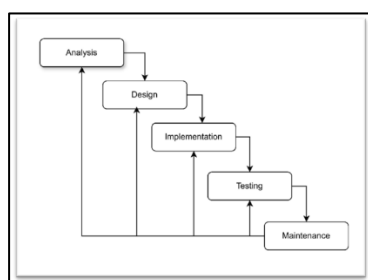 Analysis
Design
Implementation
Testing
Maintenance